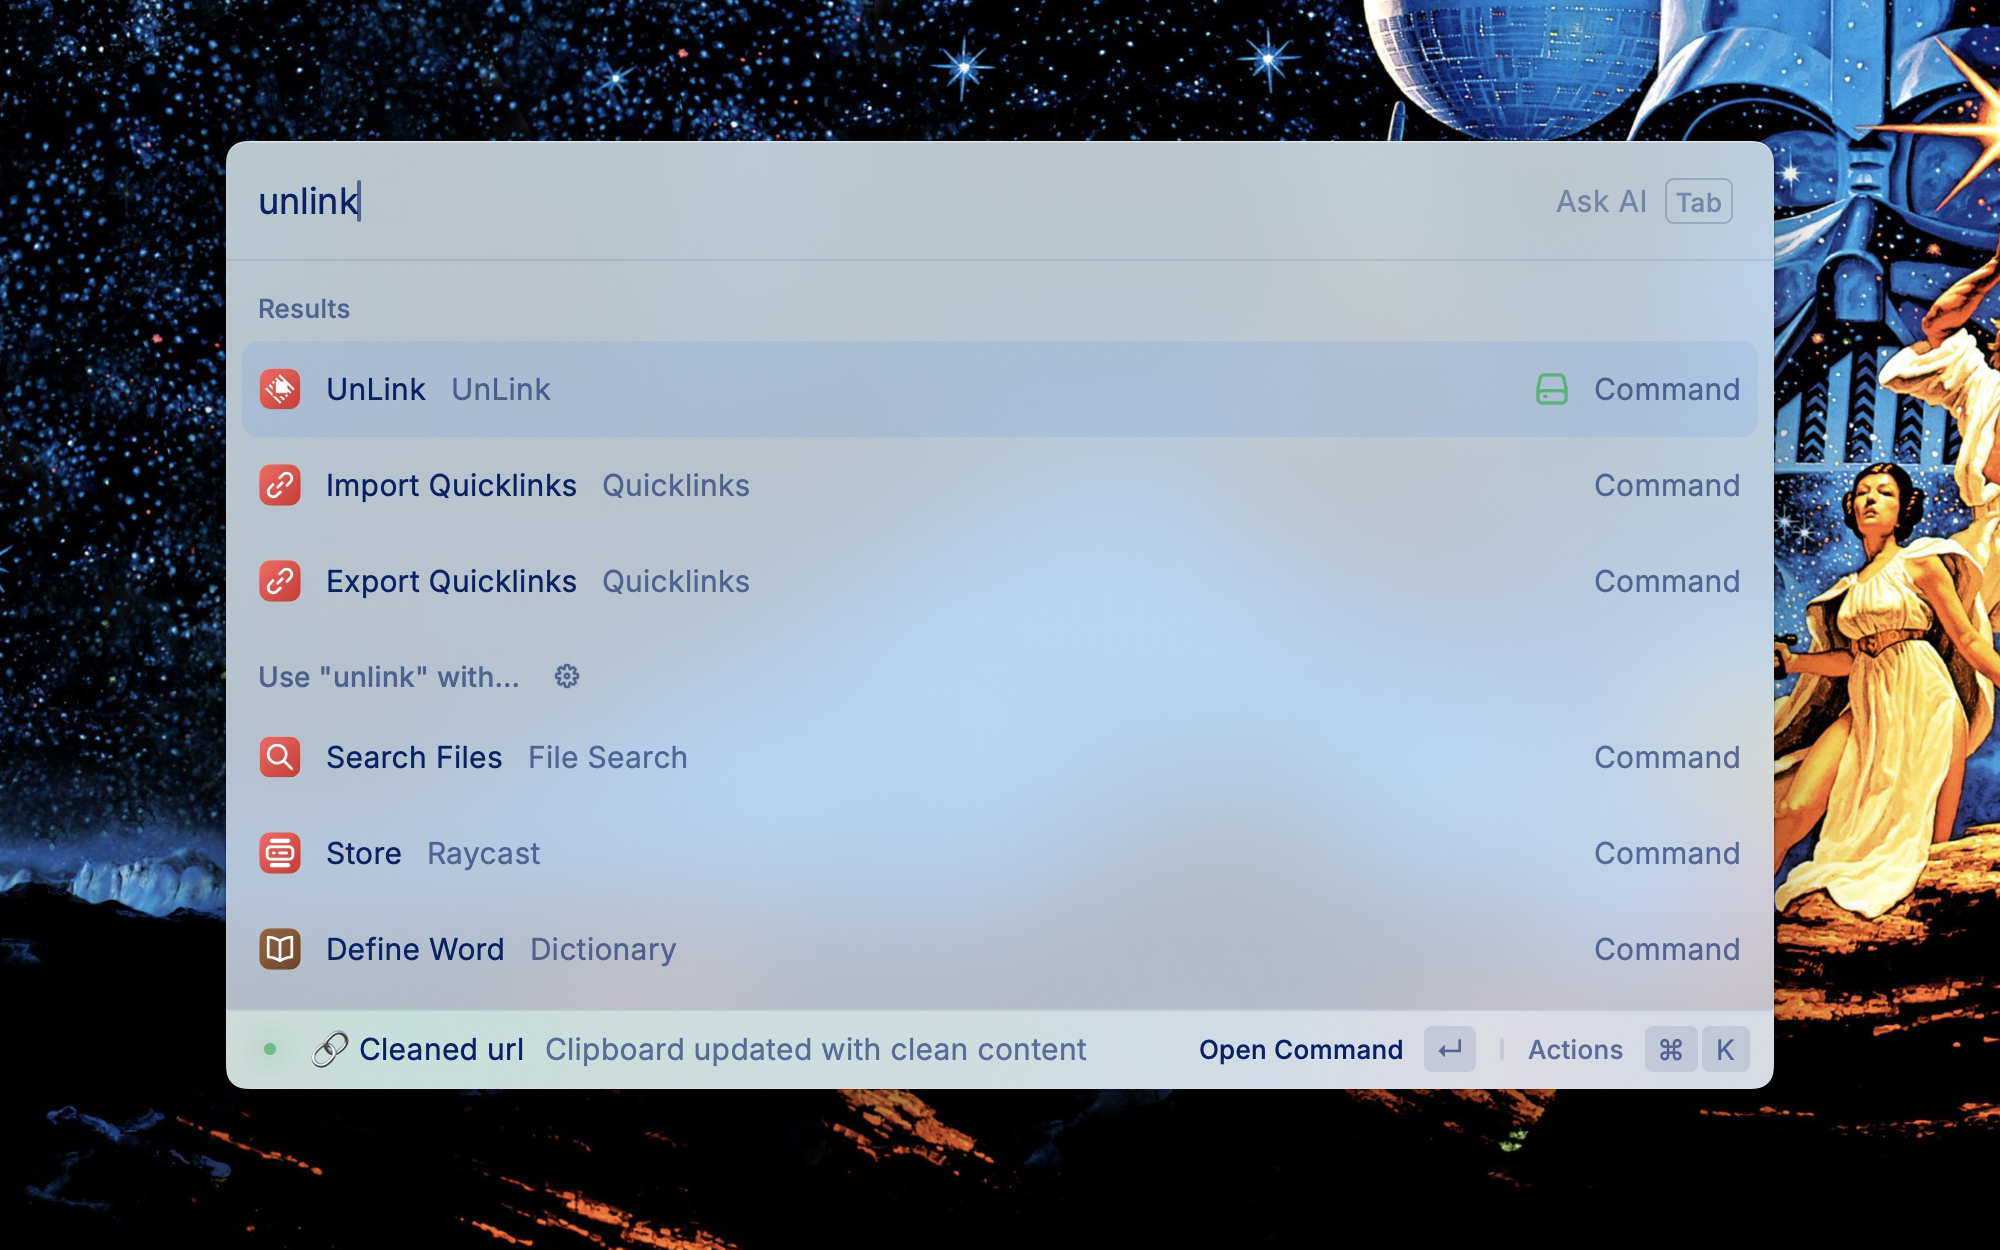 unlink Ask AI Tab
Results
UnLink UnLink Command
Import Quicklinks Quicklinks Command
Export Quicklinks Quicklinks Command
Use "unlink" with...
Search Files File Search Command
Store Raycast Command
Define Word Dictionary Command
Cleaned url Clipboard updated with clean content Open Command ↵ Actions ⌘ K